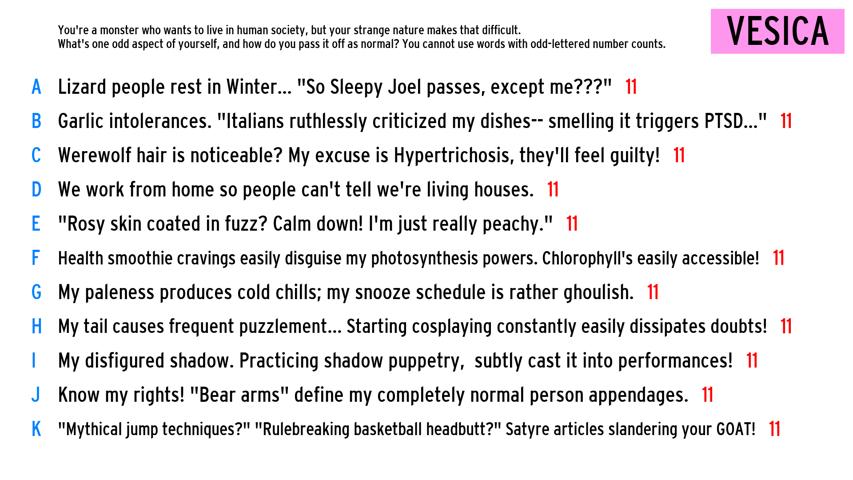 You're a monster who wants to live in human society, but your strange nature makes that difficult.
What's one odd aspect of yourself, and how do you pass it off as normal? You cannot use words with odd-lettered number counts.
VESICA
A Lizard people rest in Winter... "So Sleepy Joel passes, except me???" 11
B Garlic intolerances. "Italians ruthlessly criticized my dishes-- smelling it triggers PTSD..." 11
C Werewolf hair is noticeable? My excuse is Hypertrichosis, they'll feel guilty! 11
D We work from home so people can't tell we're living houses. 11
E "Rosy skin coated in fuzz? Calm down! I'm just really peachy." 11
F Health smoothie cravings easily disguise my photosynthesis powers. Chlorophyll's easily accessible! 11
G My paleness produces cold chills; my snooze schedule is rather ghoulish. 11
H My tail causes frequent puzzlement... Starting cosplaying constantly easily dissipates doubts! 11
I My disfigured shadow. Practicing shadow puppetry, subtly cast it into performances! 11
J Know my rights! "Bear arms" define my completely normal person appendages. 11
K "Mythical jump techniques?" "Rulebreaking basketball headbutt?" Satyre articles slandering your GOAT! 11